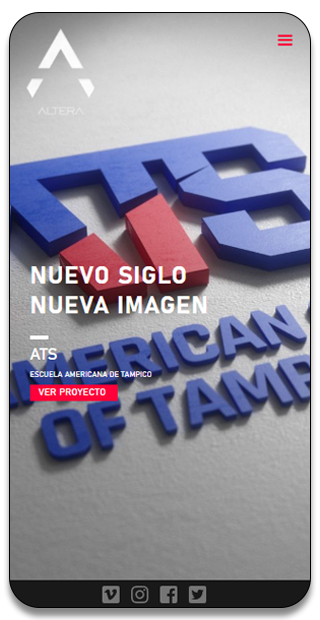 ALTERA
ATS
NUEVO SIGLO
NUEVA IMAGEN
ATS
ESCUELA AMERICANA DE TAMPICO
VER PROYECTO
AMERICAN
OF TAMP